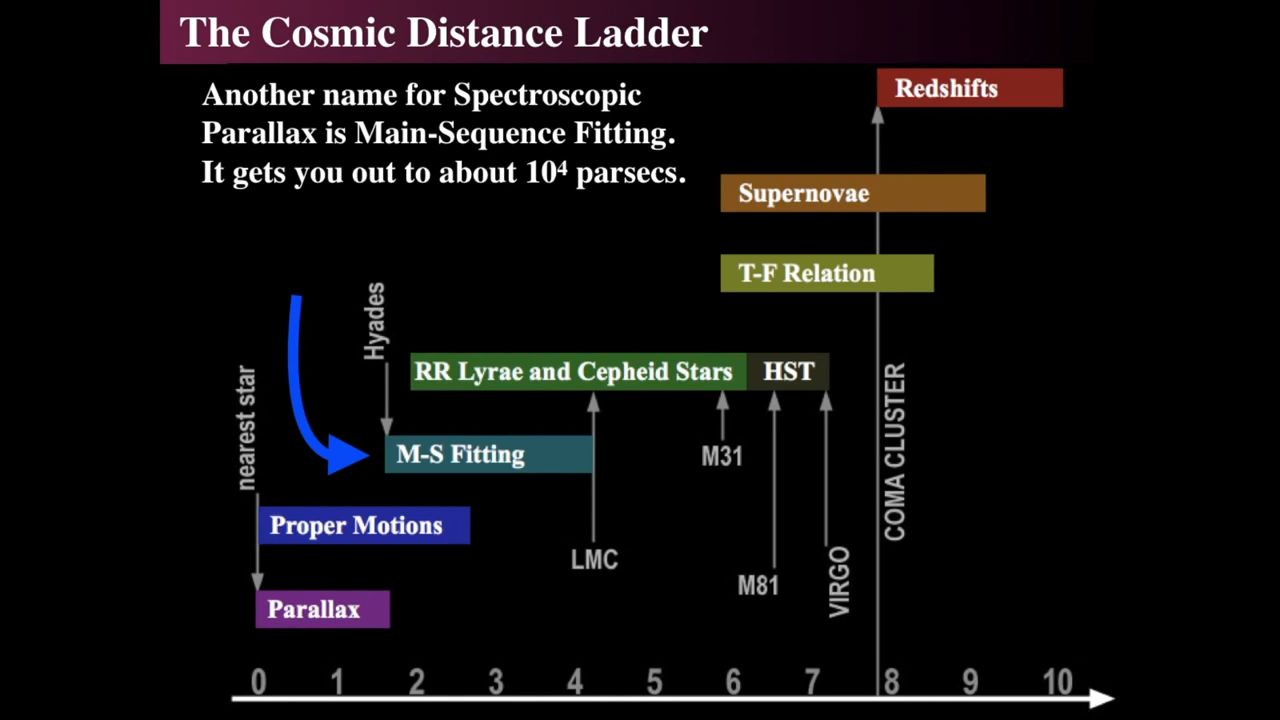 The Cosmic Distance Ladder
Another name for Spectroscopic
Parallax is Main-Sequence Fitting.
It gets you out to about 10⁴ parsecs.
Redshifts
Supernovae
T-F Relation
Hyades
RR Lyrae and Cepheid Stars
HST
nearest star
M-S Fitting
M31
COMA CLUSTER
Proper Motions
LMC
M81
VIRGO
Parallax
0 1 2 3 4 5 6 7 8 9 10